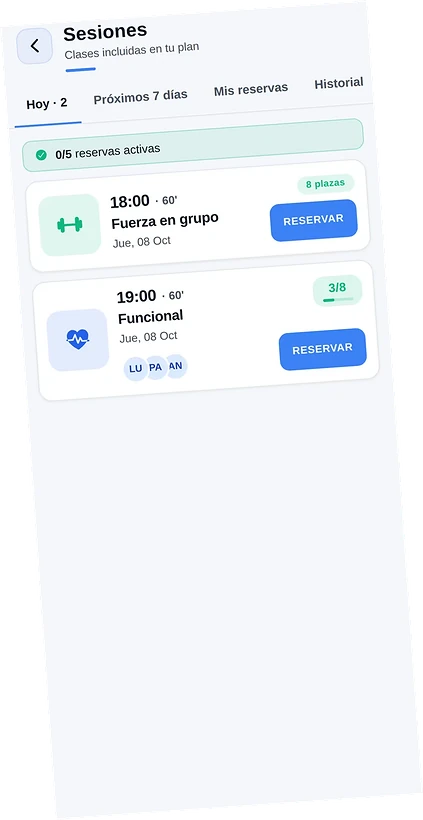 Sesiones
Clases incluidas en tu plan
Hoy · 2
Próximos 7 días
Mis reservas
Historial
0/5 reservas activas
18:00 · 60'
8 plazas
Fuerza en grupo
RESERVAR
Jue, 08 Oct
19:00 · 60'
3/8
Funcional
Jue, 08 Oct
RESERVAR
LU PA AN